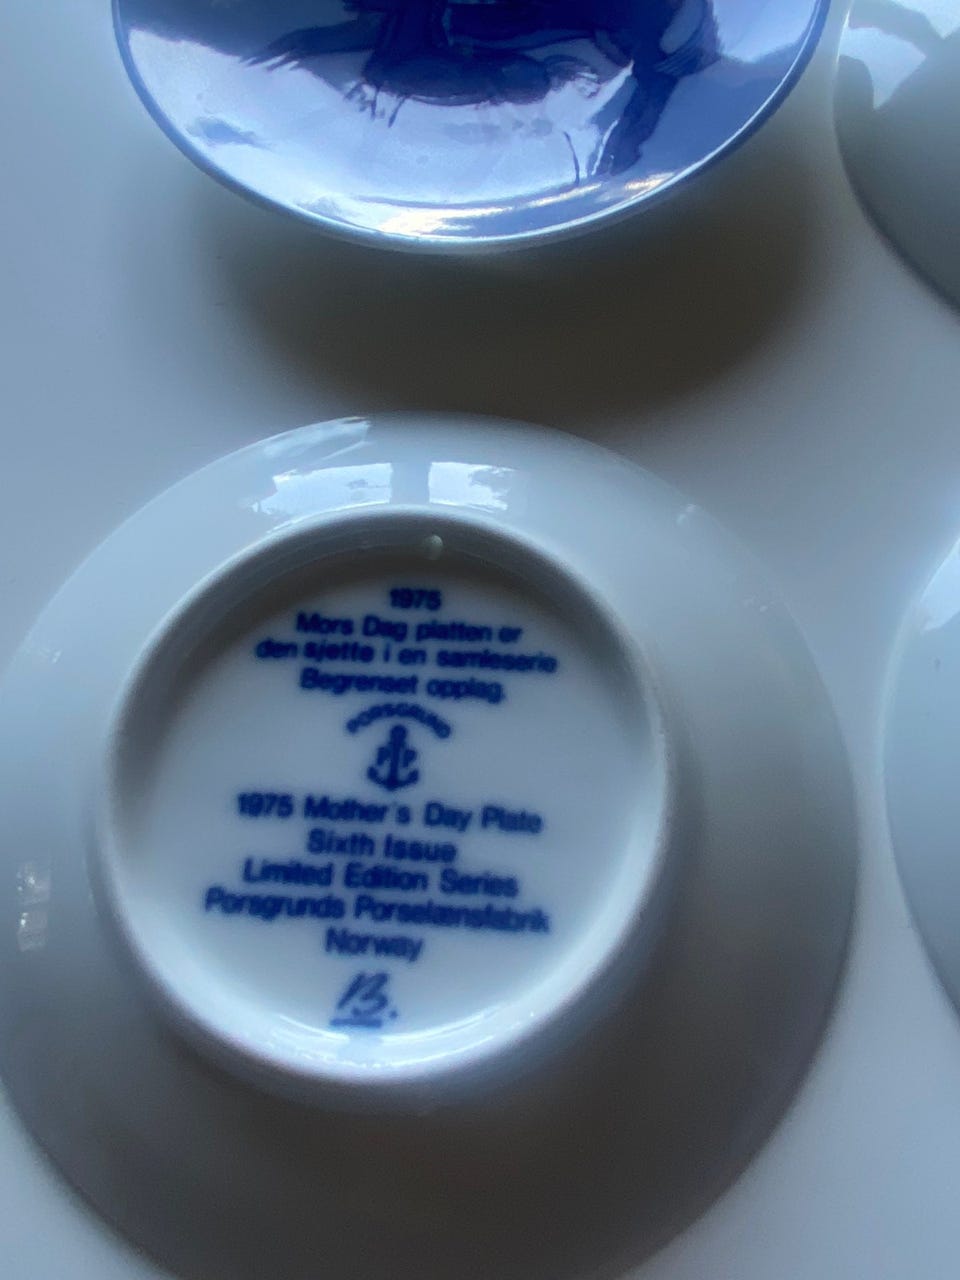 1975
Mors Dag platten er
den sjette i en samleserie
Begrenset opplag.
PORSGRUND
P P
1975 Mother's Day Plate
Sixth Issue
Limited Edition Series
Porsgrunds Porselænsfabrik
Norway
B.